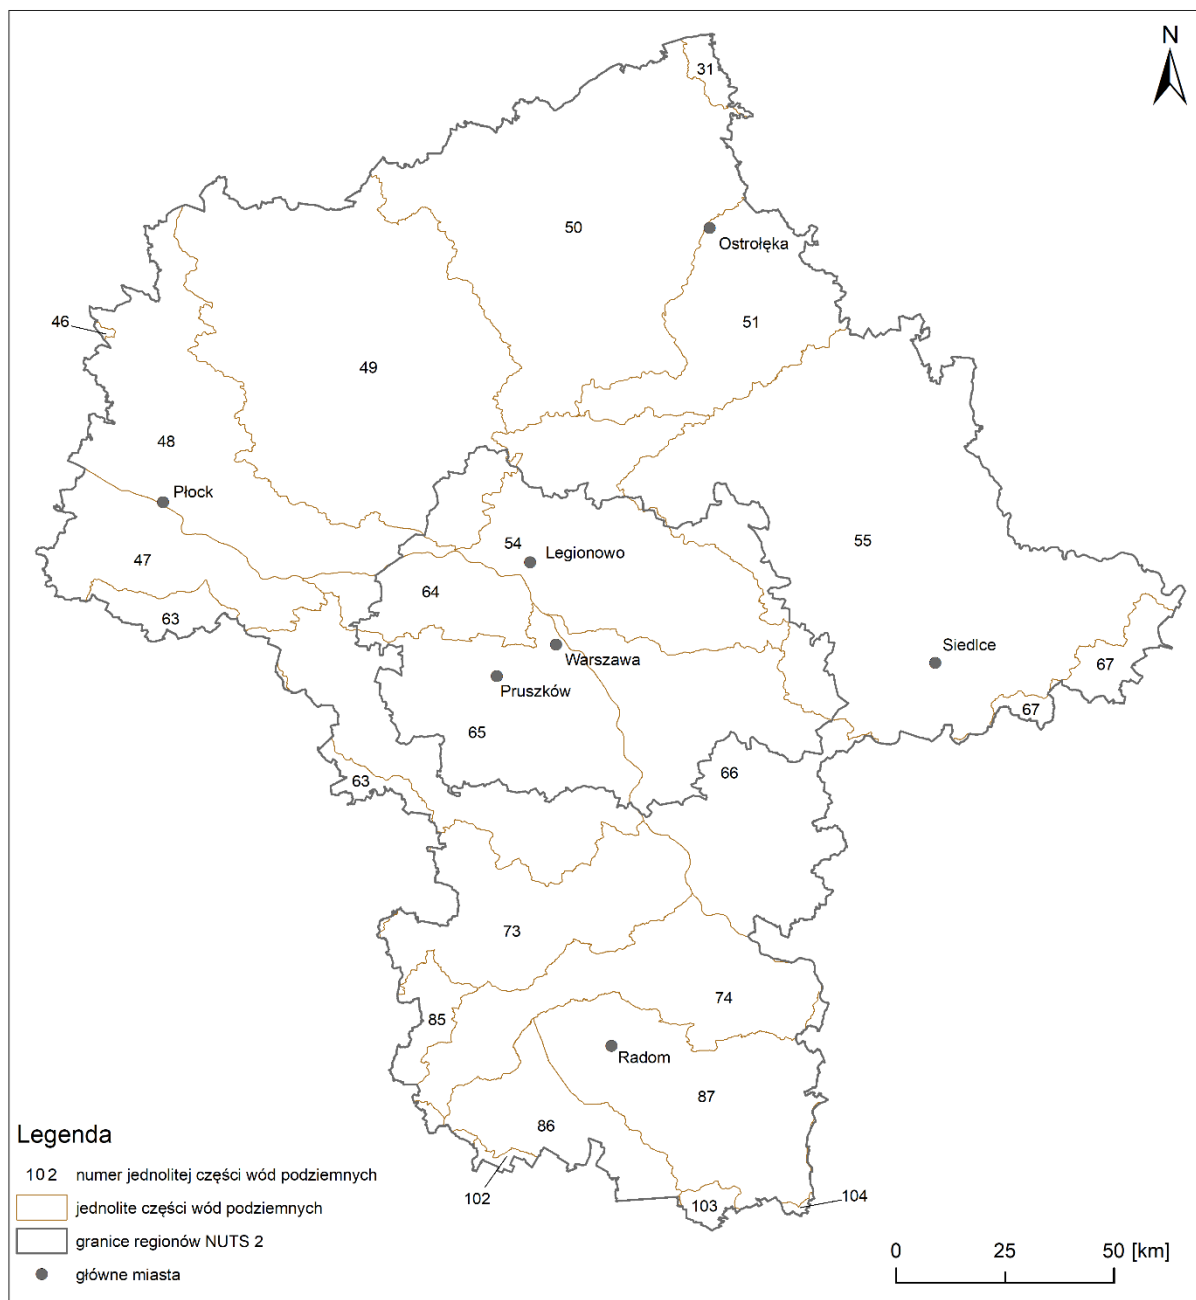 N
31
50
Ostrołęka
46
51
49
48
Płock
54
Legionowo
55
47
64
63
Warszawa
Siedlce
67
Pruszków
67
65
66
63
73
74
85
Radom
87
86
Legenda
102 numer jednolitej części wód podziemnych
102
103
104
jednolite części wód podziemnych
granice regionów NUTS 2
główne miasta
0 25 50 [km]